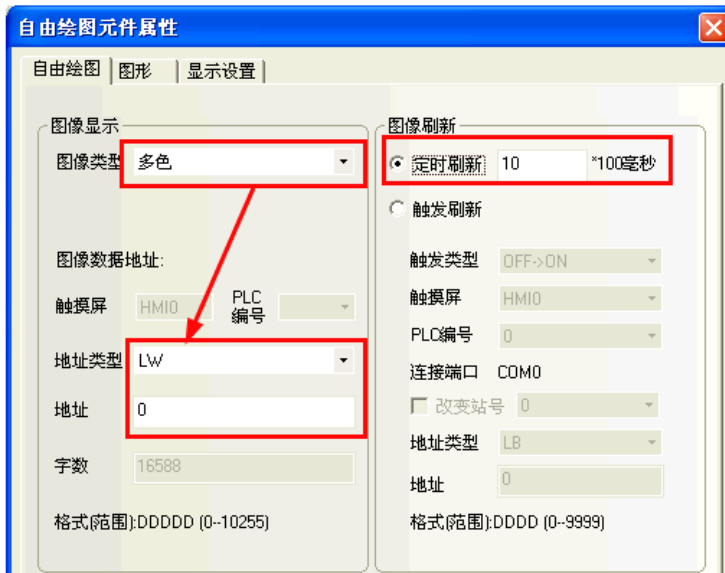 自由绘图元件属性
自由绘图 图形 显示设置
图像显示
图像类型 多色
图像数据地址:
触摸屏 HMI0 PLC编号
地址类型 LW
地址 0
字数 16588
格式(范围):DDDDD (0--10255)
图像刷新
定时刷新 10 *100毫秒
触发刷新
触发类型 OFF->ON
触摸屏 HMI0
PLC编号 0
连接端口 COM0
改变站号 0
地址类型 LB
地址 0
格式(范围):DDDD (0--9999)